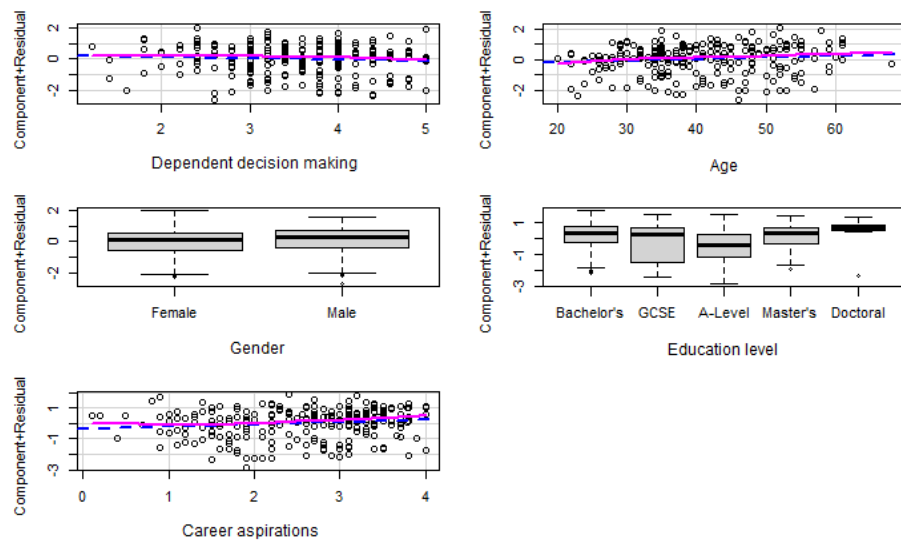 Component+Residual
2
0
-2
2
3
4
5
Dependent decision making
Component+Residual
2
0
-2
20
30
40
50
60
Age
Component+Residual
2
0
-2
Female
Male
Gender
Component+Residual
1
-1
-3
Bachelor's
GCSE
A-Level
Master's
Doctoral
Education level
Component+Residual
1
-1
-3
0
1
2
3
4
Career aspirations